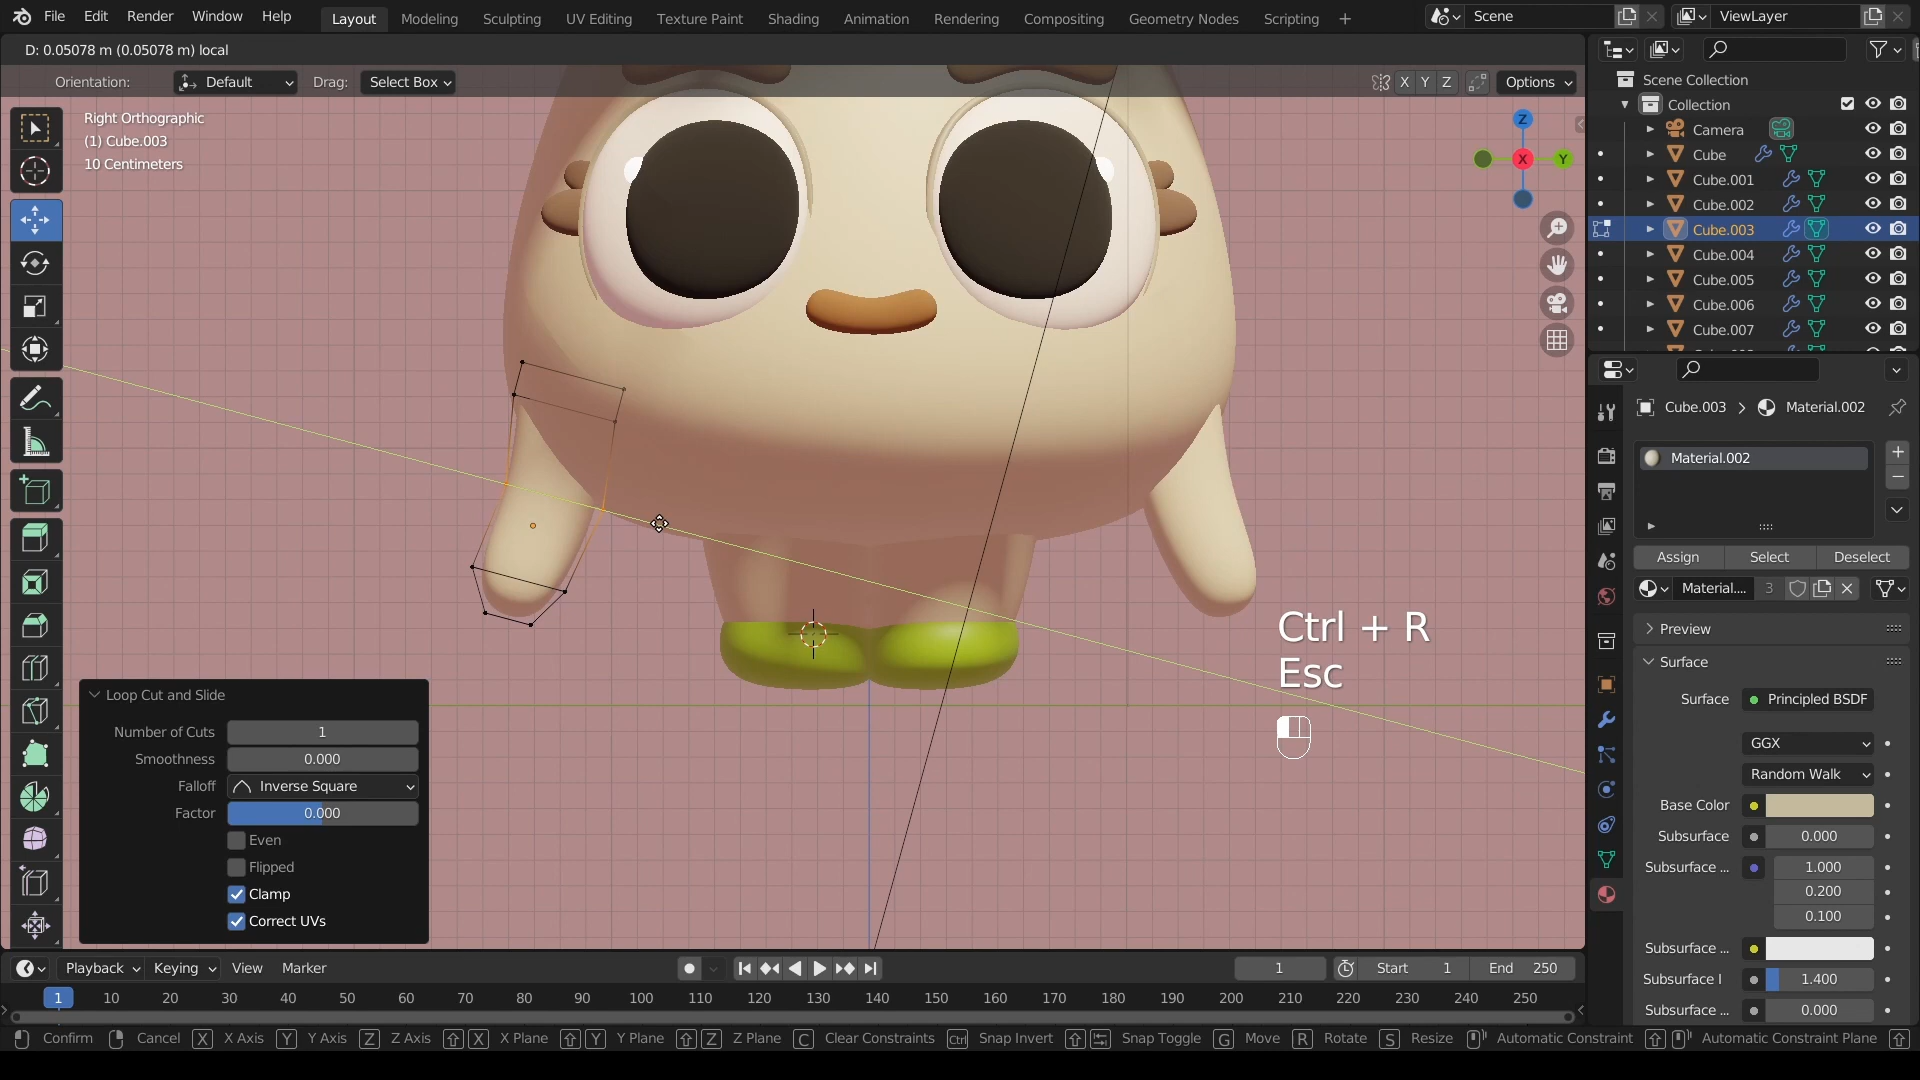 File Edit Render Window Help Layout Modeling Sculpting UV Editing Texture Paint Shading Animation Rendering Compositing Geometry Nodes Scripting + Scene ViewLayer
D: 0.05078 m (0.05078 m) local
Orientation: Default Drag: Select Box X Y Z Options
Right Orthographic
(1) Cube.003
10 Centimeters
Z
X
Y
Scene Collection
Collection
Camera
Cube
Cube.001
Cube.002
Cube.003
Cube.004
Cube.005
Cube.006
Cube.007
Cube.003 > Material.002
Material.002
Assign Select Deselect
Material.... 3
Preview
Surface
Surface Principled BSDF
GGX
Random Walk
Base Color
Subsurface 0.000
Subsurface ... 1.000
0.200
0.100
Subsurface ...
Subsurface I 1.400
Subsurface ... 0.000
Ctrl + R
Esc
Loop Cut and Slide
Number of Cuts 1
Smoothness 0.000
Falloff Inverse Square
Factor 0.000
Even
Flipped
Clamp
Correct UVs
Playback Keying View Marker 1 Start 1 End 250
1 10 20 30 40 50 60 70 80 90 100 110 120 130 140 150 160 170 180 190 200 210 220 230 240 250
Confirm Cancel X X Axis Y Y Axis Z Z Axis X X Plane Y Y Plane Z Z Plane C Clear Constraints Ctrl Snap Invert Snap Toggle G Move R Rotate S Resize Automatic Constraint Automatic Constraint Plane